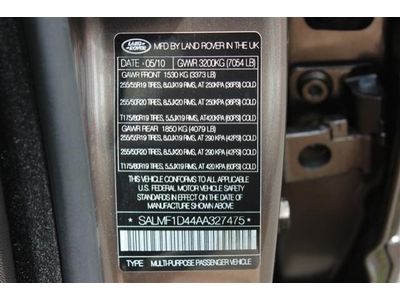 LAND ROVER
MFD BY LAND ROVER IN THE UK
DATE - 05/10 GVWR 3200KG (7054 LB)
GAWR FRONT 1530 KG (3373 LB)
255/55R19 TIRES, 8.0JX19 RIMS, AT 250KPA (36PSI) COLD
255/50R20 TIRES, 8.5JX20 RIMS, AT 250KPA (36PSI) COLD
T175/80R19 TIRES, 5.5JX19 RIMS, AT 420KPA (60PSI) COLD
GAWR REAR 1850 KG (4079 LB)
255/55R19 TIRES, 8.0JX19 RIMS, AT 290 KPA (42PSI) COLD
255/50R20 TIRES, 8.5JX20 RIMS, AT 290 KPA (42PSI) COLD
T175/80R19 TIRES, 5.5JX19 RIMS, AT 420 KPA (60PSI) COLD
THIS VEHICLE CONFORMS TO ALL
APPLICABLE FEDERAL MOTOR VEHICLE
SAFETY AND BUMPER
STANDARDS IN EFFECT ON THE DATE OF
MANUFACTURE SHOWN ABOVE
SALMF1D44AA327475
TYPE MULTI-PURPOSE PASSENGER VEHICLE